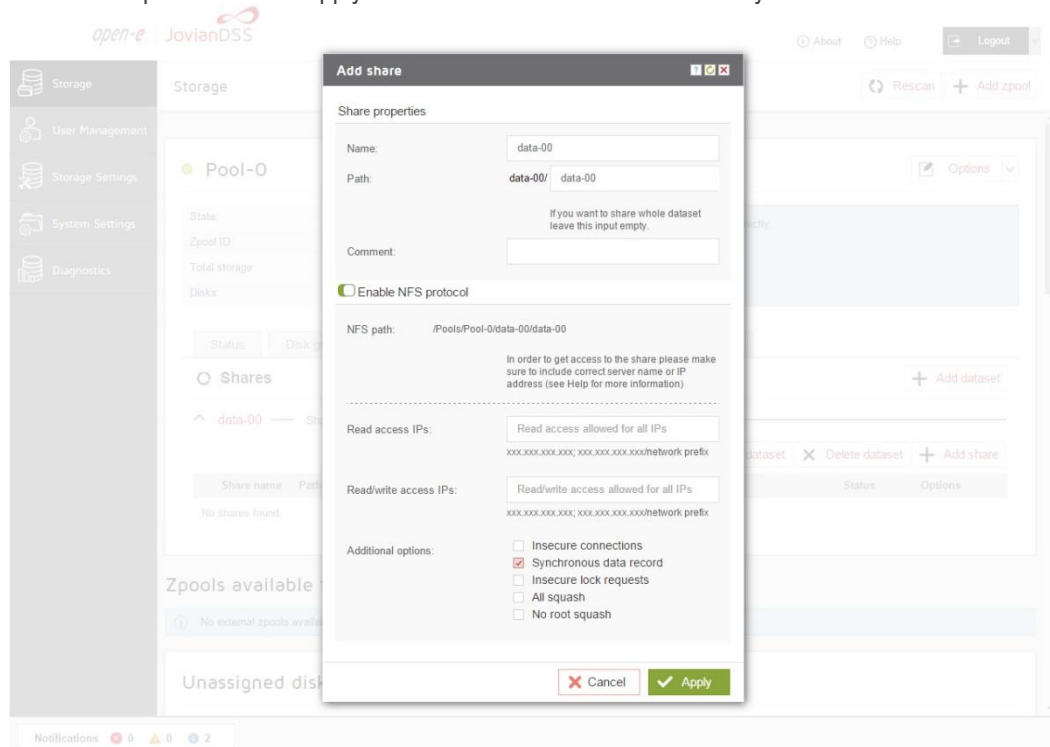 open-e JovianDSS
About Help Logout
Storage
User Management
Storage Settings
System Settings
Diagnostics
Storage
Rescan Add zpool
Pool-0
Options
State:
Zpool ID:
Total storage
Disks:
Status Disk
Shares
Add dataset
data-00
dataset Delete dataset Add share
Share name Path Status Options
No shares found.
Zpools available
No external zpools
Unassigned
Notifications 0 0 2
Add share
Share properties
Name: data-00
Path: data-00/ data-00
If you want to share whole dataset
leave this input empty.
Comment:
Enable NFS protocol
NFS path: /Pools/Pool-0/data-00/data-00
In order to get access to the share please make
sure to include correct server name or IP
address (see Help for more information)
Read access IPs: Read access allowed for all IPs
xxx.xxx.xxx.xxx; xxx.xxx.xxx.xxx/network prefix
Read/write access IPs: Read/write access allowed for all IPs
xxx.xxx.xxx.xxx; xxx.xxx.xxx.xxx/network prefix
Additional options: Insecure connections
Synchronous data record
Insecure lock requests
All squash
No root squash
Cancel Apply